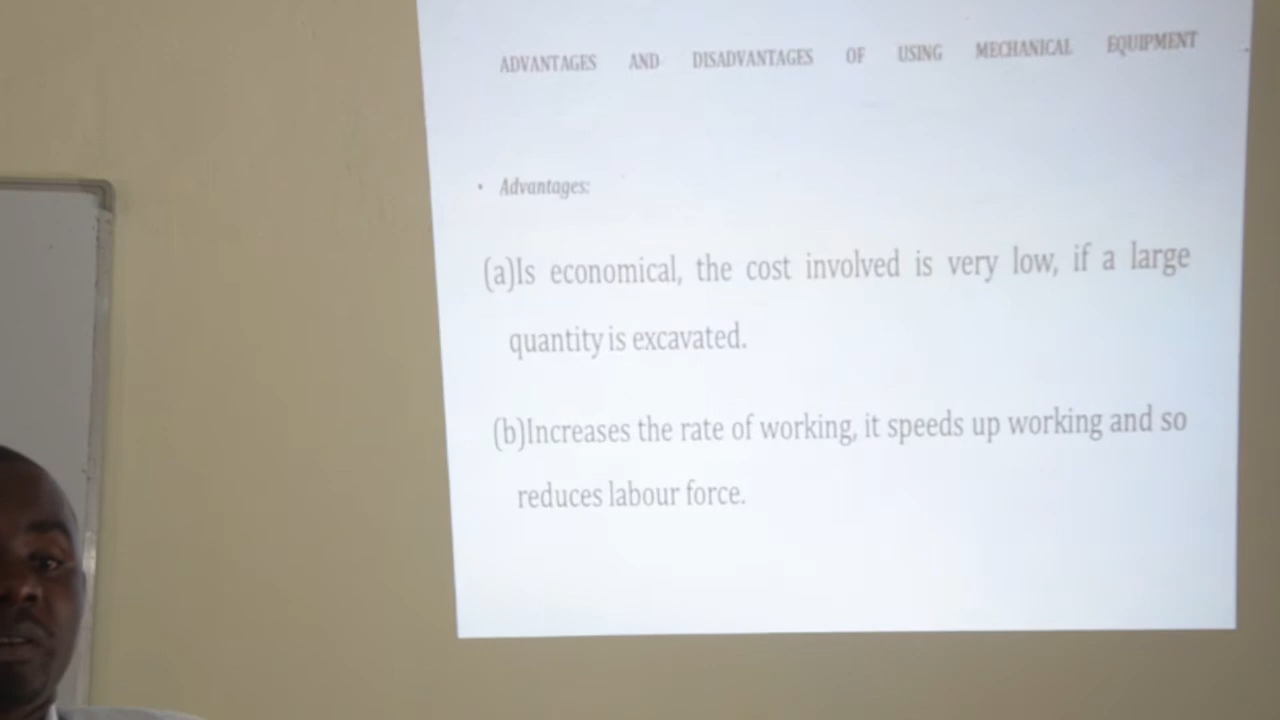 ADVANTAGES AND DISADVANTAGES OF USING MECHANICAL EQUIPMENT
• Advantages:
(a)Is economical, the cost involved is very low, if a large
quantity is excavated.
(b)Increases the rate of working, it speeds up working and so
reduces labour force.